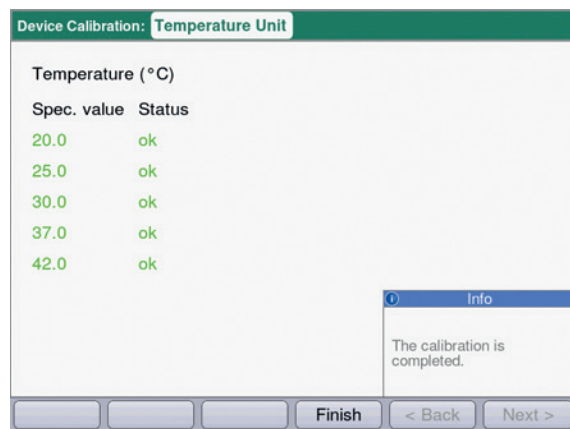 Device Calibration: Temperature Unit
Temperature (°C)
Spec. value Status
20.0 ok
25.0 ok
30.0 ok
37.0 ok
42.0 ok
Info
The calibration is
completed.
Finish < Back Next >